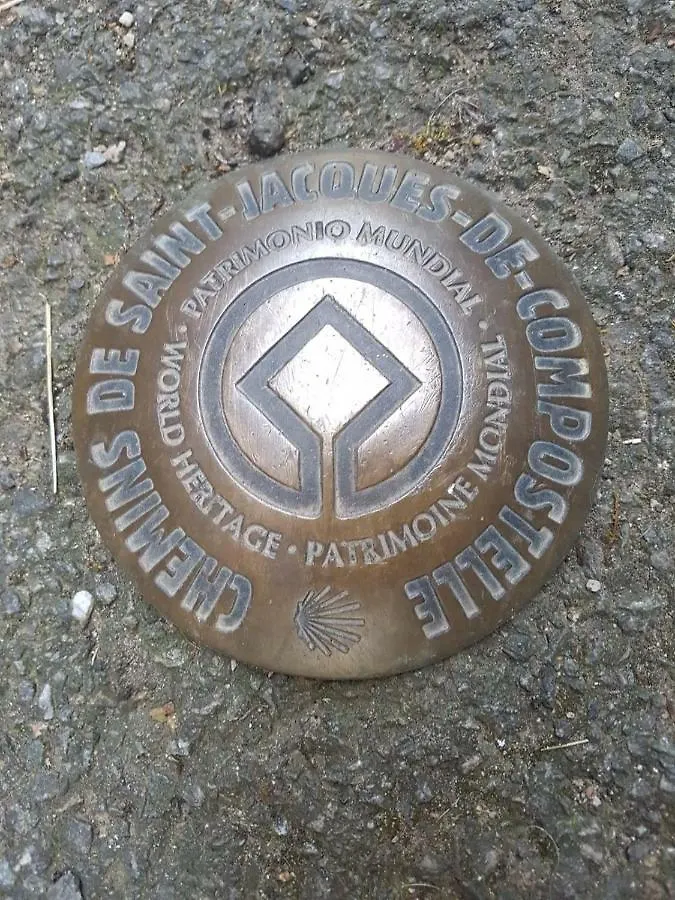 CHEMINS DE SAINT-JACQUES-DE-COMPOSTELLE
WORLD HERITAGE · PATRIMONIO MUNDIAL · PATRIMOINE MONDIAL ·